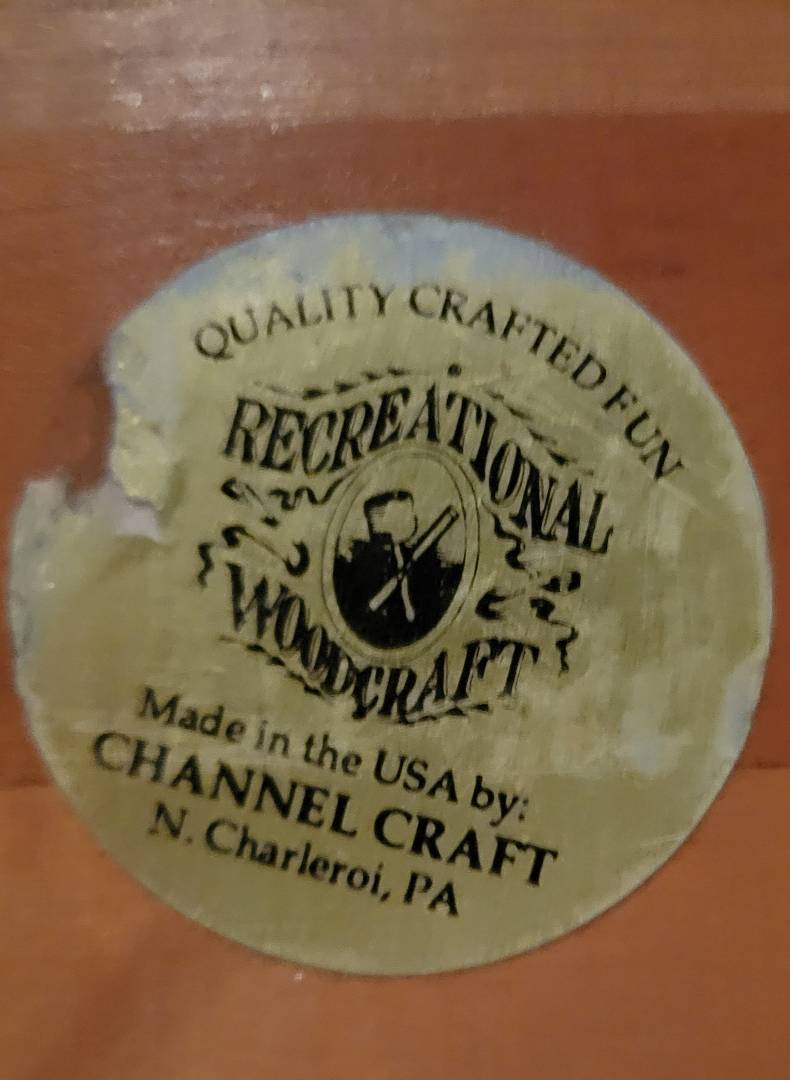 QUALITY CRAFTED FUN
RECREATIONAL
WOODCRAFT
Made in the USA by:
CHANNEL CRAFT
N. Charleroi, PA